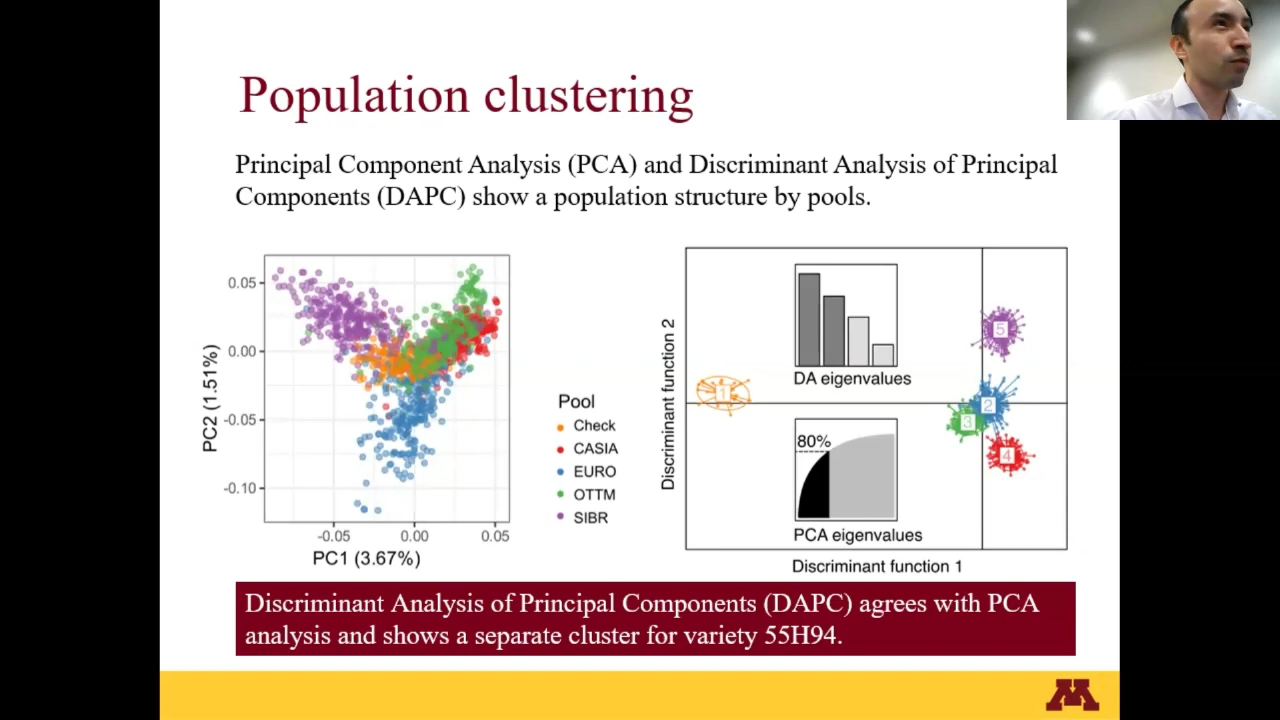 Population clustering
Principal Component Analysis (PCA) and Discriminant Analysis of Principal
Components (DAPC) show a population structure by pools.
0.05
0.00
-0.05
-0.10
PC2 (1.51%)
-0.05 0.00 0.05
PC1 (3.67%)
Pool
Check
CASIA
EURO
OTTM
SIBR
Discriminant function 2
DA eigenvalues
80%
PCA eigenvalues
1
5
2
3
4
Discriminant function 1
Discriminant Analysis of Principal Components (DAPC) agrees with PCA
analysis and shows a separate cluster for variety 55H94.
M